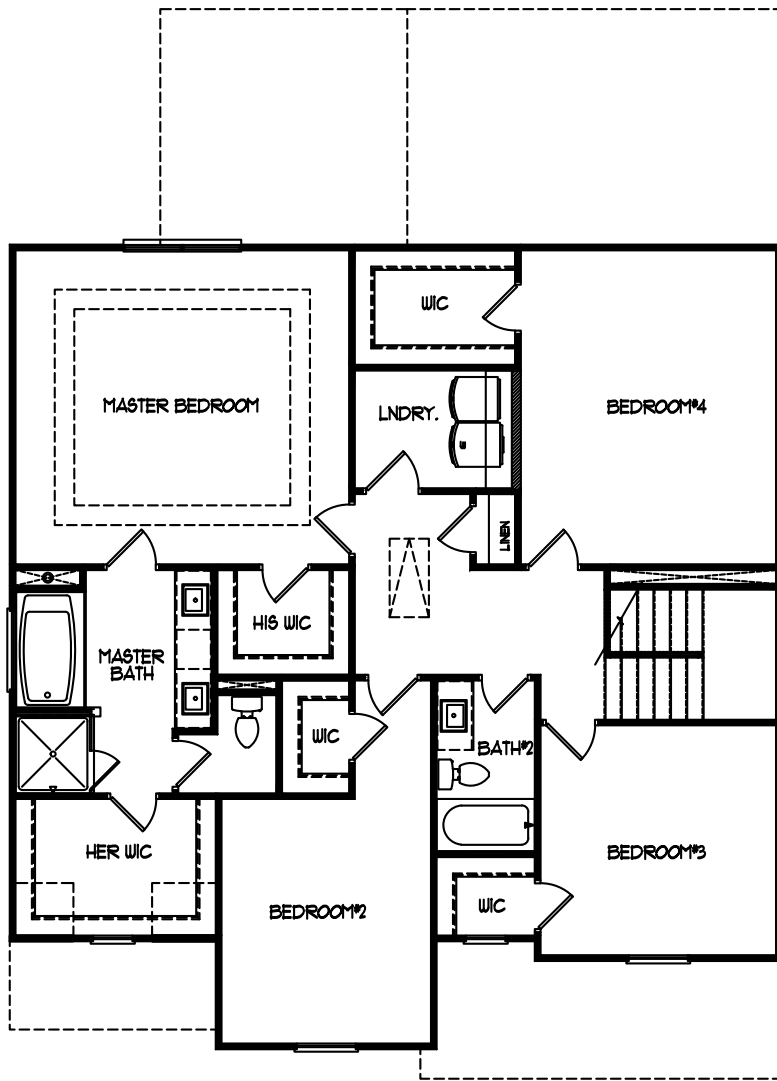 WIC
MASTER BEDROOM
LNDRY.
BEDROOM#4
LINEN
HIS WIC
MASTER
BATH
WIC
BATH#2
HER WIC
BEDROOM#3
WIC
BEDROOM#2